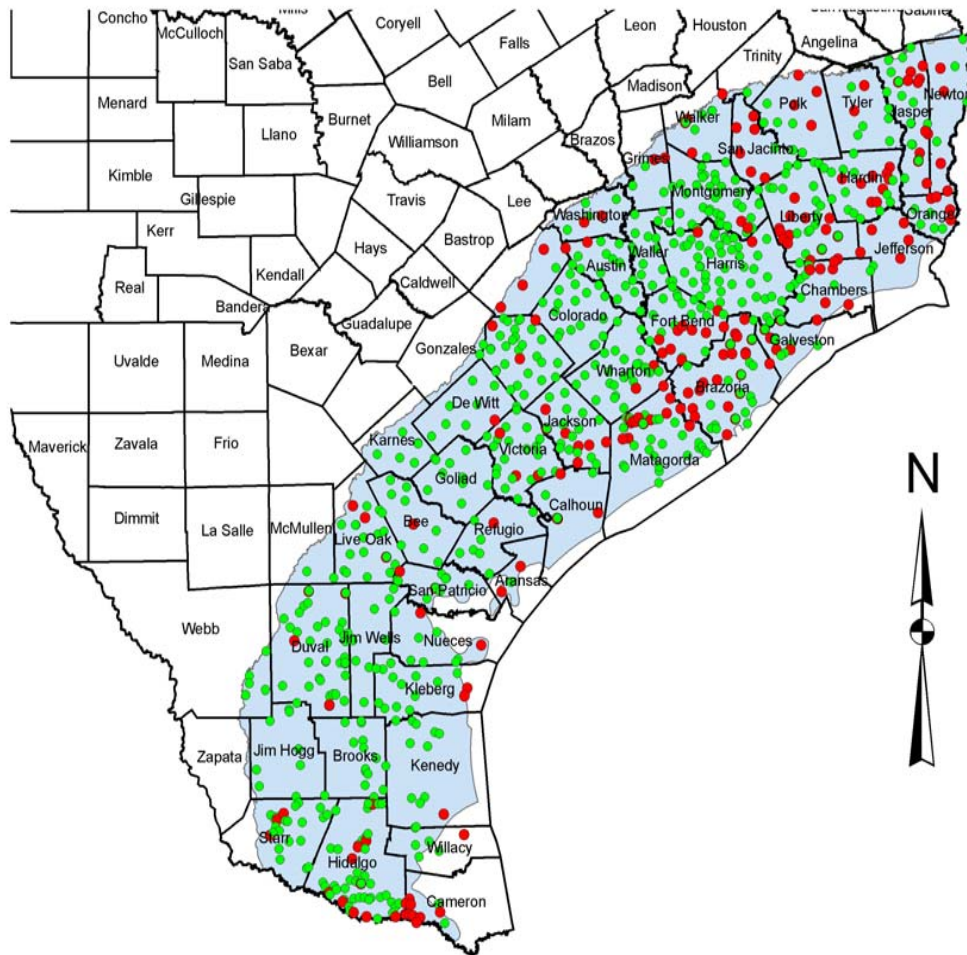 Concho
McCulloch
Coryell
Falls
Leon
Houston
Trinity
Angelina
Sabine
San Saba
Bell
Madison
Menard
Burnet
Milam
Walker
Polk
Tyler
Jasper
Newton
Llano
Williamson
Brazos
Grimes
San Jacinto
Kimble
Gillespie
Travis
Lee
Montgomery
Hardin
Washington
Liberty
Orange
Kerr
Hays
Bastrop
Waller
Harris
Jefferson
Real
Kendall
Caldwell
Austin
Chambers
Bandera
Guadalupe
Colorado
Fort Bend
Galveston
Uvalde
Medina
Bexar
Gonzales
Wharton
Brazoria
De Witt
Jackson
Maverick
Zavala
Frio
Karnes
Victoria
Matagorda
Goliad
N
Dimmit
La Salle
McMullen
Live Oak
Bee
Refugio
Calhoun
San Patricio
Aransas
Webb
Duval
Jim Wells
Nueces
Kleberg
Zapata
Jim Hogg
Brooks
Kenedy
Starr
Hidalgo
Willacy
Cameron